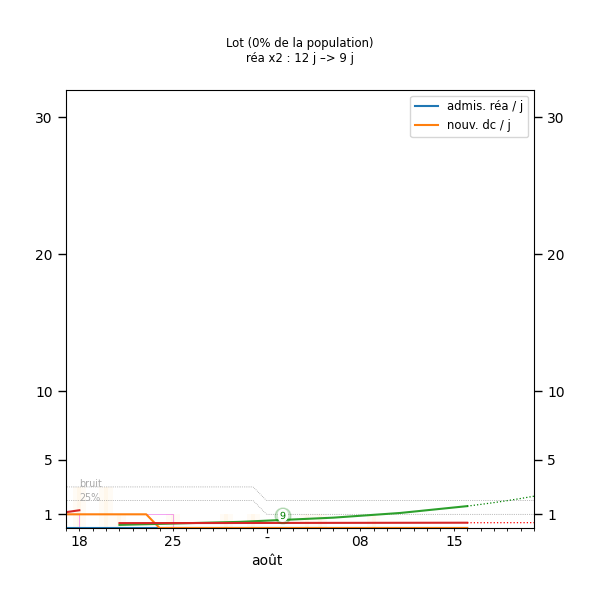 Lot (0% de la population)
réa x2 : 12 j –> 9 j
admis. réa / j
nouv. dc / j
30 30
20 20
10 10
5 5
bruit
25%
9
1 1
18 25 - 08 15
août